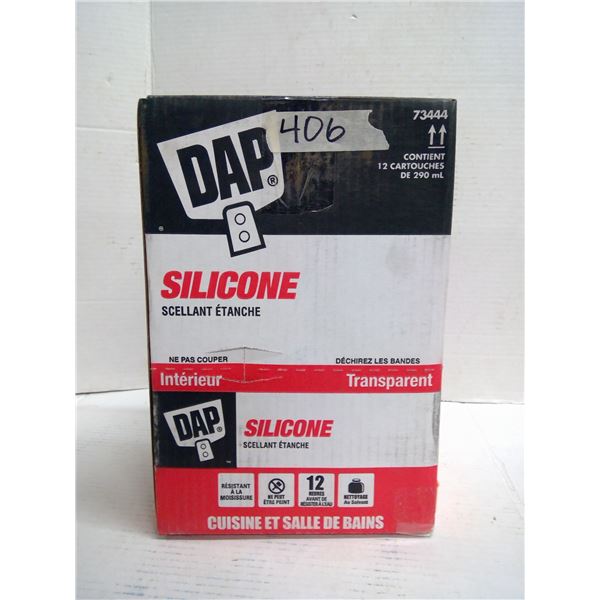 406
73444
DAP®
CONTIENT
12 CARTOUCHES
DE 290 mL
®
SILICONE
SCELLANT ÉTANCHE
NE PAS COUPER
DÉCHIREZ LES BANDES
Intérieur
Transparent
DAP®
SILICONE
SCELLANT ÉTANCHE
RÉSISTANT
À LA
MOISISSURE
NE PEUT
ÊTRE PEINT
12
HEURES
AVANT DE
RÉSISTER À L'EAU
NETTOYAGE
Au Solvant
CUISINE ET SALLE DE BAINS